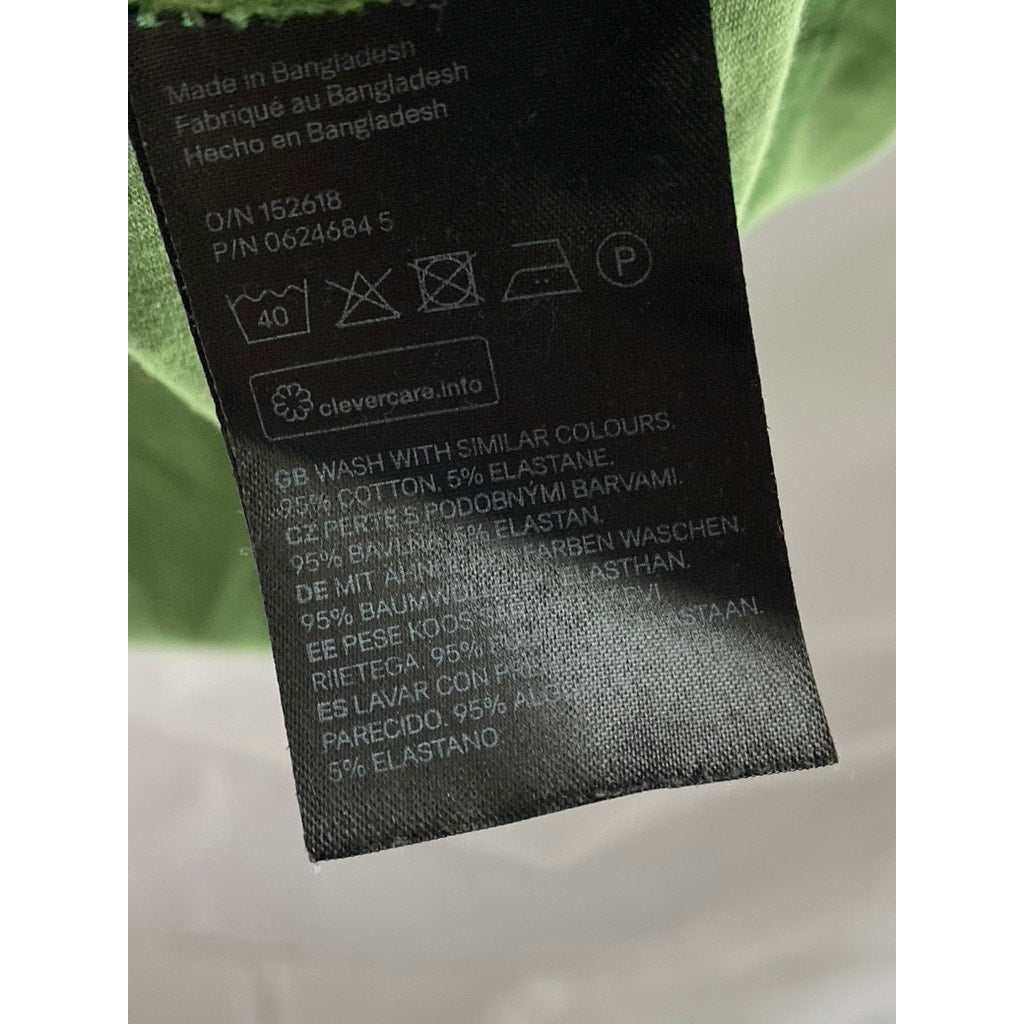 Made in Bangladesh
Fabriqué au Bangladesh
Hecho en Bangladesh
O/N 152618
P/N 0624684 5
40 P
clevercare.info
GB WASH WITH SIMILAR COLOURS.
95% COTTON. 5% ELASTANE.
CZ PERTE S PODOBNÝMI BARVAMI.
95% BAVLNA 5% ELASTAN.
DE MIT FARBEN WASCHEN.
95% ELASTHAN.
EE PESE KOOS
RIIETEGA. 95%
ES LAVAR CON
PARECIDO. 95%
5% ELASTANO